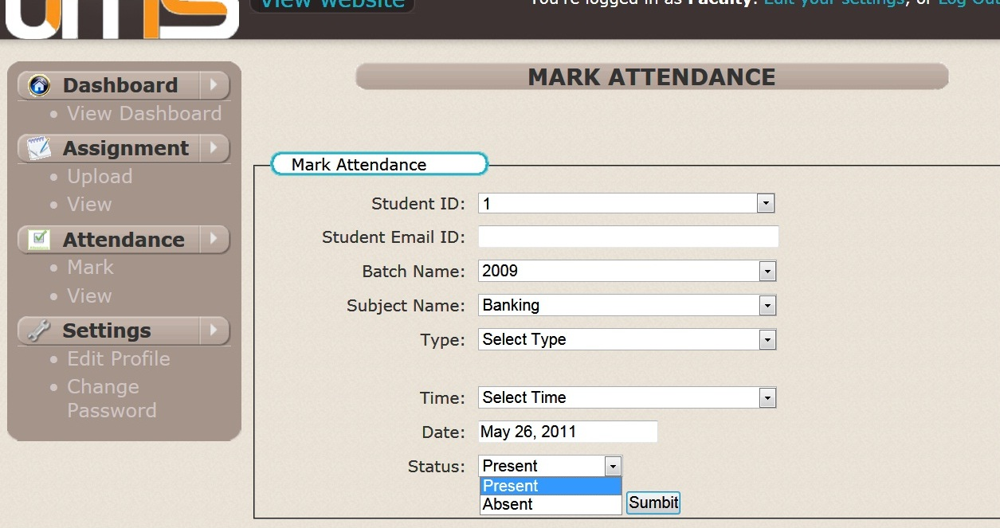 UMS
View Website
You're logged in as Faculty. Edit your settings, or Log Out
Dashboard
View Dashboard
Assignment
Upload
View
Attendance
Mark
View
Settings
Edit Profile
Change
Password
MARK ATTENDANCE
Mark Attendance
Student ID: 1
Student Email ID:
Batch Name: 2009
Subject Name: Banking
Type: Select Type
Time: Select Time
Date: May 26, 2011
Status: Present
Present
Absent
Sumbit